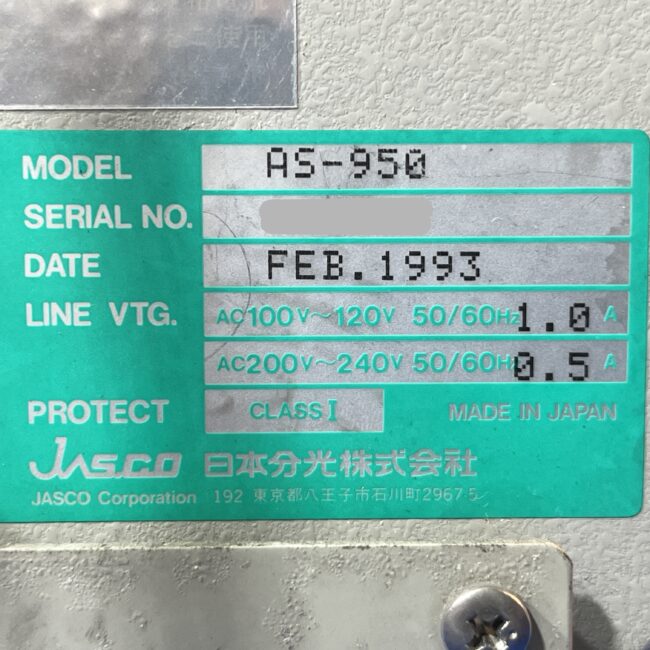 使用
MODEL AS-950
SERIAL NO.
DATE FEB.1993
LINE VTG. AC100V～120V 50/60Hz 1.0 A
AC200V～240V 50/60Hz 0.5 A
PROTECT CLASS I MADE IN JAPAN
JASCO 日本分光株式会社
JASCO Corporation 192 東京都八王子市石川町2967-5